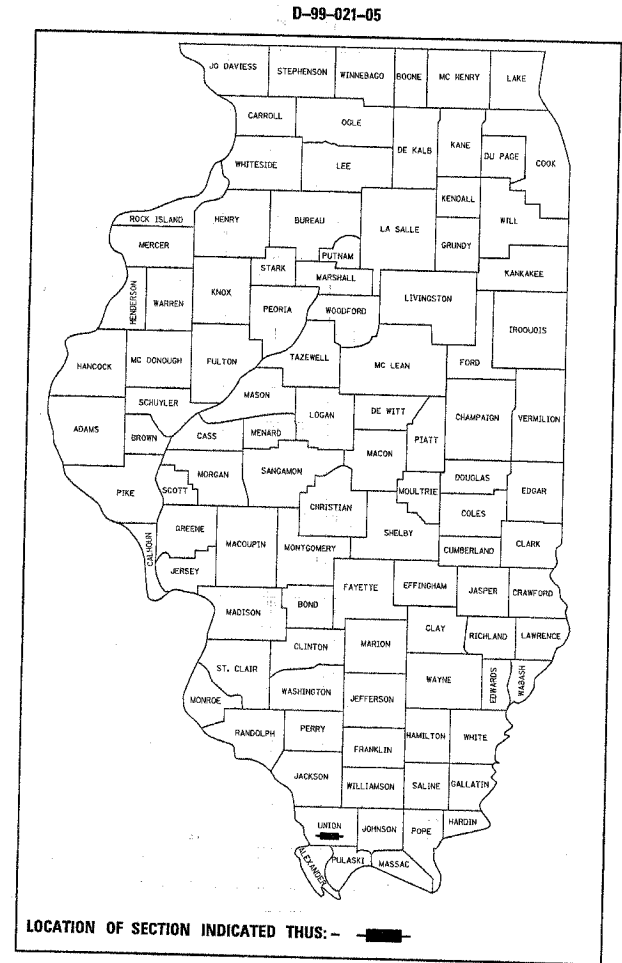 D-99-021-05
JO DAVIESS STEPHENSON WINNEBAGO BOONE MC HENRY LAKE
CARROLL OGLE
DE KALB KANE DU PAGE COOK
WHITESIDE LEE
KENDALL
ROCK ISLAND HENRY BUREAU LA SALLE WILL
MERCER GRUNDY
PUTNAM
STARK MARSHALL KANKAKEE
HENDERSON WARREN KNOX
PEORIA WOODFORD LIVINGSTON
IROQUOIS
HANCOCK MC DONOUGH FULTON TAZEWELL MC LEAN FORD
MASON
SCHUYLER LOGAN DE WITT
CHAMPAIGN VERMILION
ADAMS BROWN CASS MENARD PIATT
MACON
MORGAN SANGAMON DOUGLAS
PIKE SCOTT MOULTRIE EDGAR
CHRISTIAN
COLES
GREENE
CALHOUN MACOUPIN MONTGOMERY SHELBY CLARK
CUMBERLAND
JERSEY
FAYETTE EFFINGHAM JASPER CRAWFORD
MADISON BOND
CLAY
RICHLAND LAWRENCE
CLINTON MARION
ST. CLAIR
WAYNE EDWARDS WABASH
WASHINGTON JEFFERSON
MONROE
RANDOLPH PERRY HAMILTON WHITE
FRANKLIN
JACKSON WILLIAMSON SALINE GALLATIN
UNION JOHNSON POPE HARDIN
ALEXANDER PULASKI MASSAC
LOCATION OF SECTION INDICATED THUS: -